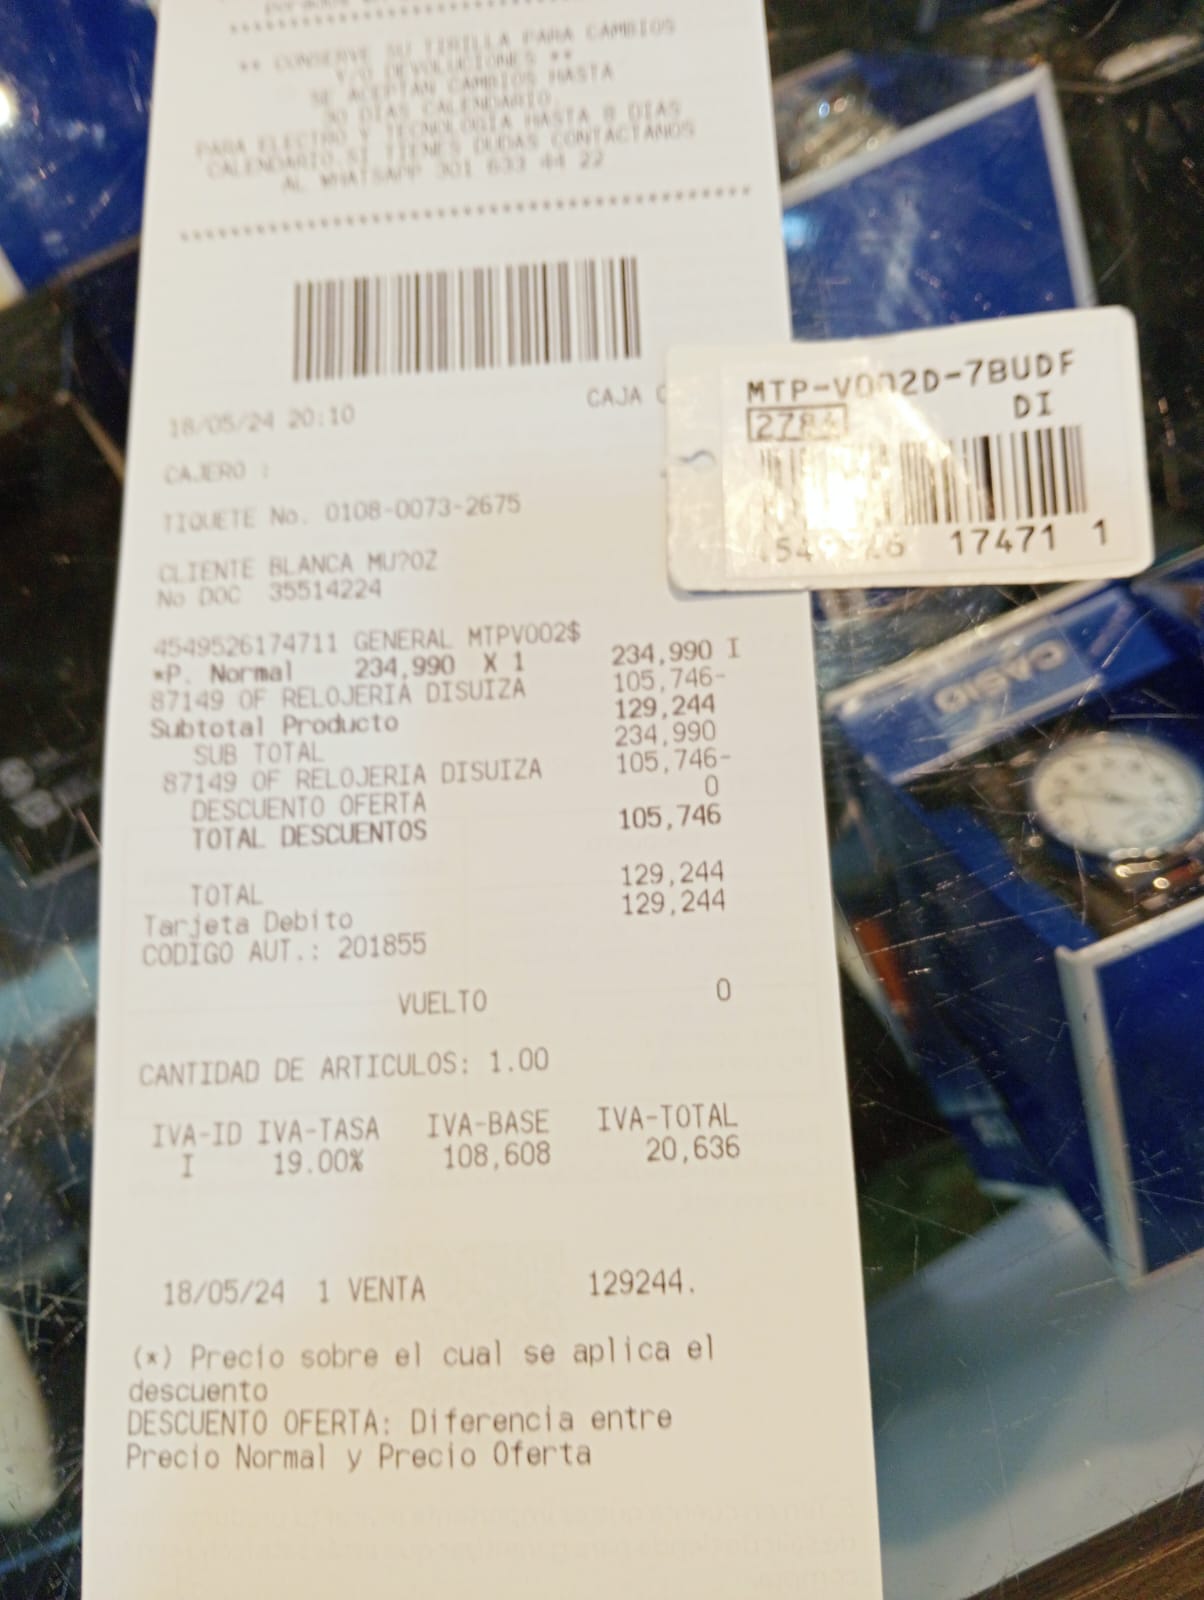 ** CONSERVE SU TIRILLA PARA CAMBIOS
Y/O DEVOLUCIONES **
SE ACEPTAN CAMBIOS HASTA
30 DIAS CALENDARIO.
PARA ELECTRO Y TECNOLOGIA HASTA 8 DIAS
CALENDARIO.SI TIENES DUDAS CONTACTANOS
AL WHATSAPP 301 633 44 22
18/05/24 20:10 CAJA
CAJERO :
TIQUETE No. 0108-0073-2675
CLIENTE BLANCA MU?OZ
No DOC 35514224
4549526174711 GENERAL MTPV002$
*P. Normal 234,990 X 1 234,990 I
87149 OF RELOJERIA DISUIZA 105,746-
Subtotal Producto 129,244
SUB TOTAL 234,990
87149 OF RELOJERIA DISUIZA 105,746-
DESCUENTO OFERTA 0
TOTAL DESCUENTOS 105,746
TOTAL 129,244
Tarjeta Debito 129,244
CODIGO AUT.: 201855
VUELTO 0
CANTIDAD DE ARTICULOS: 1.00
IVA-ID IVA-TASA IVA-BASE IVA-TOTAL
I 19.00% 108,608 20,636
18/05/24 1 VENTA 129244.
(*) Precio sobre el cual se aplica el
descuento
DESCUENTO OFERTA: Diferencia entre
Precio Normal y Precio Oferta
MTP-V002D-7BUDF
DI
17471 1
CASIO